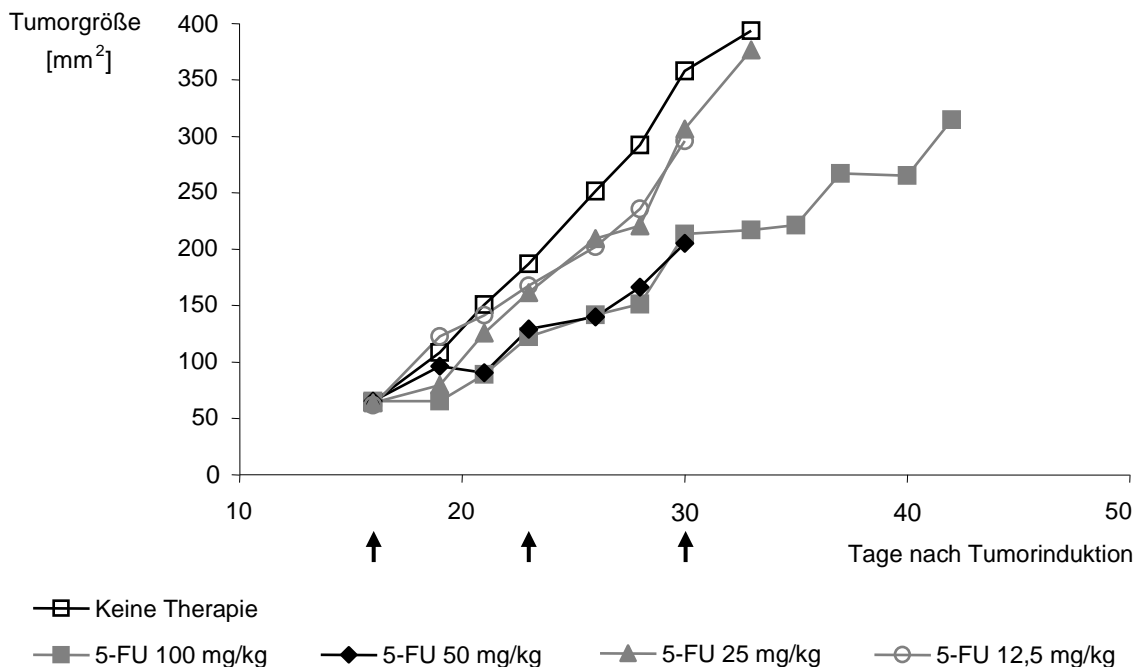 Tumorgröße
[mm²]
400
350
300
250
200
150
100
50
0
10 20 30 40 50
Tage nach Tumorinduktion
Keine Therapie
5-FU 100 mg/kg 5-FU 50 mg/kg 5-FU 25 mg/kg 5-FU 12,5 mg/kg